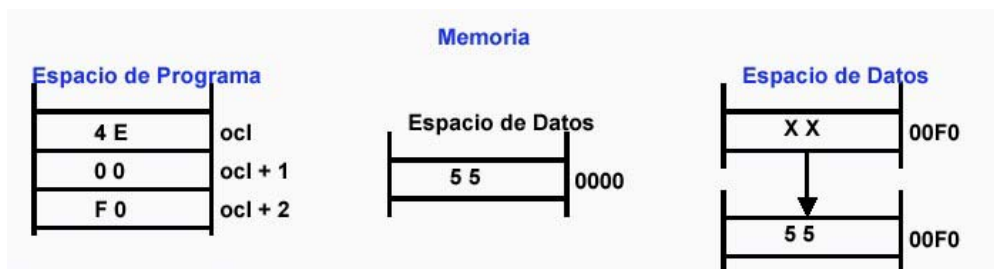 Memoria
Espacio de Programa
4 E ocl
0 0 ocl + 1
F 0 ocl + 2
Espacio de Datos
5 5 0000
Espacio de Datos
X X 00F0
5 5 00F0